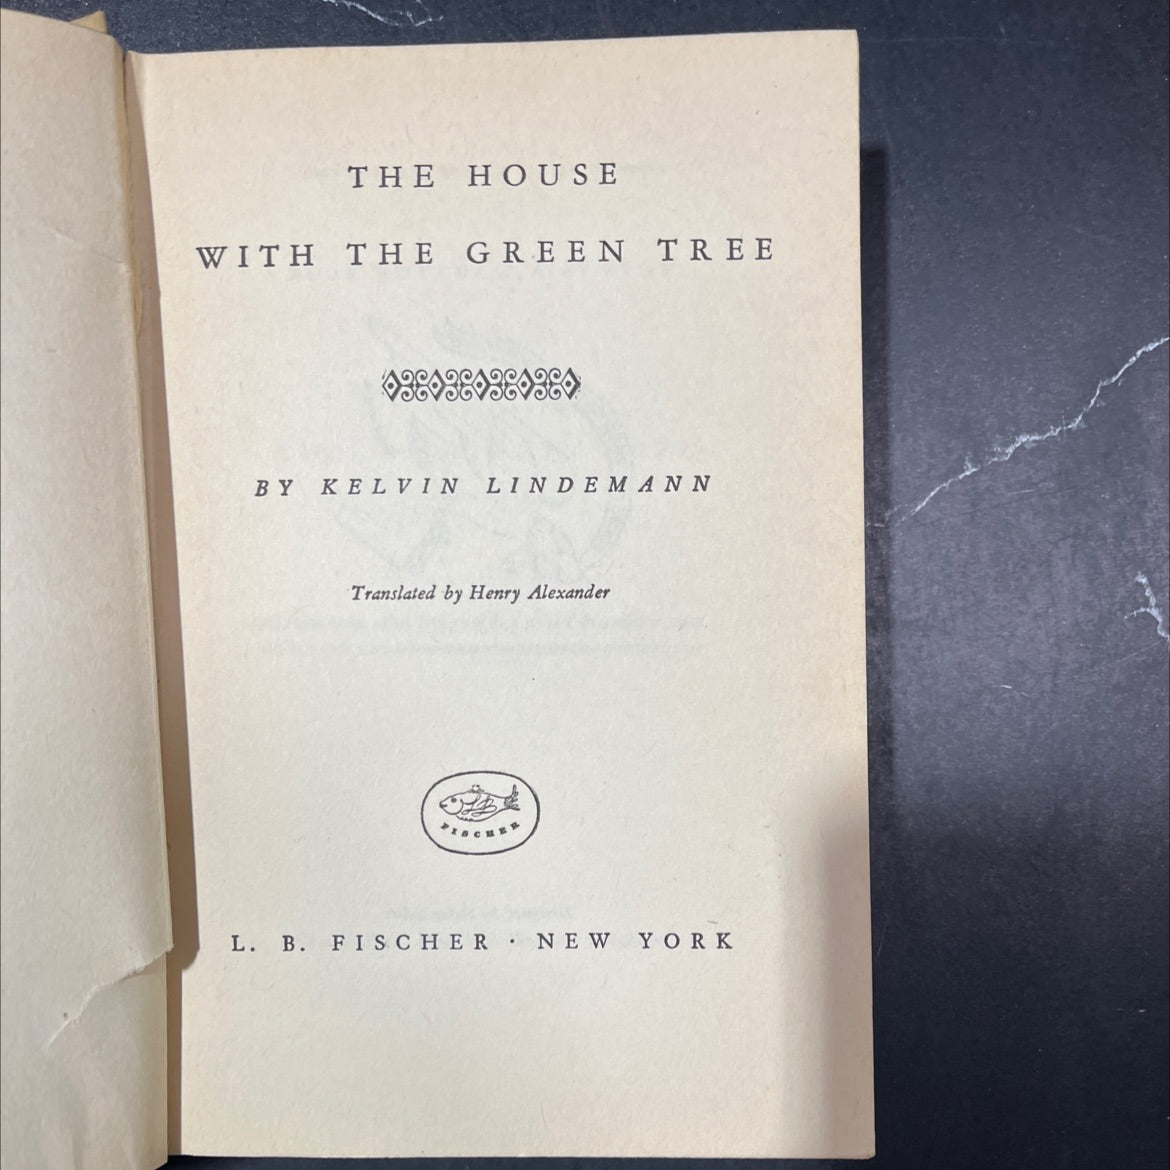 THE HOUSE
WITH THE GREEN TREE
BY KELVIN LINDEMANN
Translated by Henry Alexander
FISCHER
L. B. FISCHER · NEW YORK